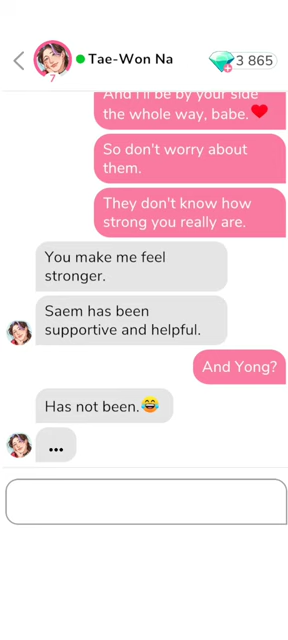 Tae-Won Na
3 865
7
And I'll be by your side
the whole way, babe.❤️
So don't worry about
them.
They don't know how
strong you really are.
You make me feel
stronger.
Saem has been
supportive and helpful.
And Yong?
Has not been.😂
...